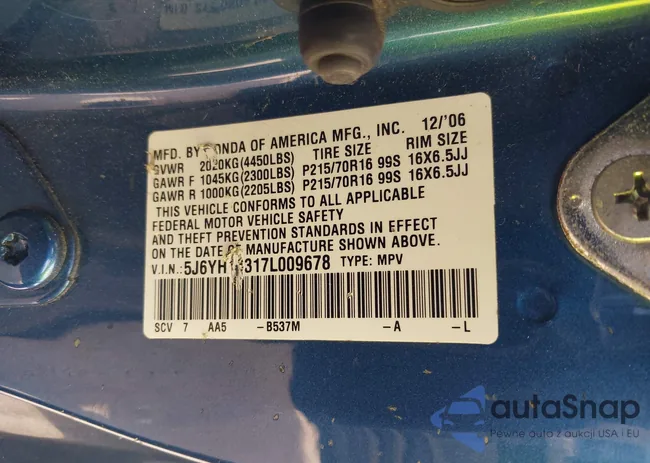 MFD. BY HONDA OF AMERICA MFG., INC. 12/'06
GVWR 2020KG(4450LBS) TIRE SIZE RIM SIZE
GAWR F 1045KG(2300LBS) P215/70R16 99S 16X6.5JJ
GAWR R 1000KG(2205LBS) P215/70R16 99S 16X6.5JJ
THIS VEHICLE CONFORMS TO ALL APPLICABLE
FEDERAL MOTOR VEHICLE SAFETY
AND THEFT PREVENTION STANDARDS IN EFFECT
ON THE DATE OF MANUFACTURE SHOWN ABOVE.
V.I.N.: TYPE: MPV
SCV 7 AA5 -B537M -A -L
autaSnap
Pewne auta z aukcji USA i EU